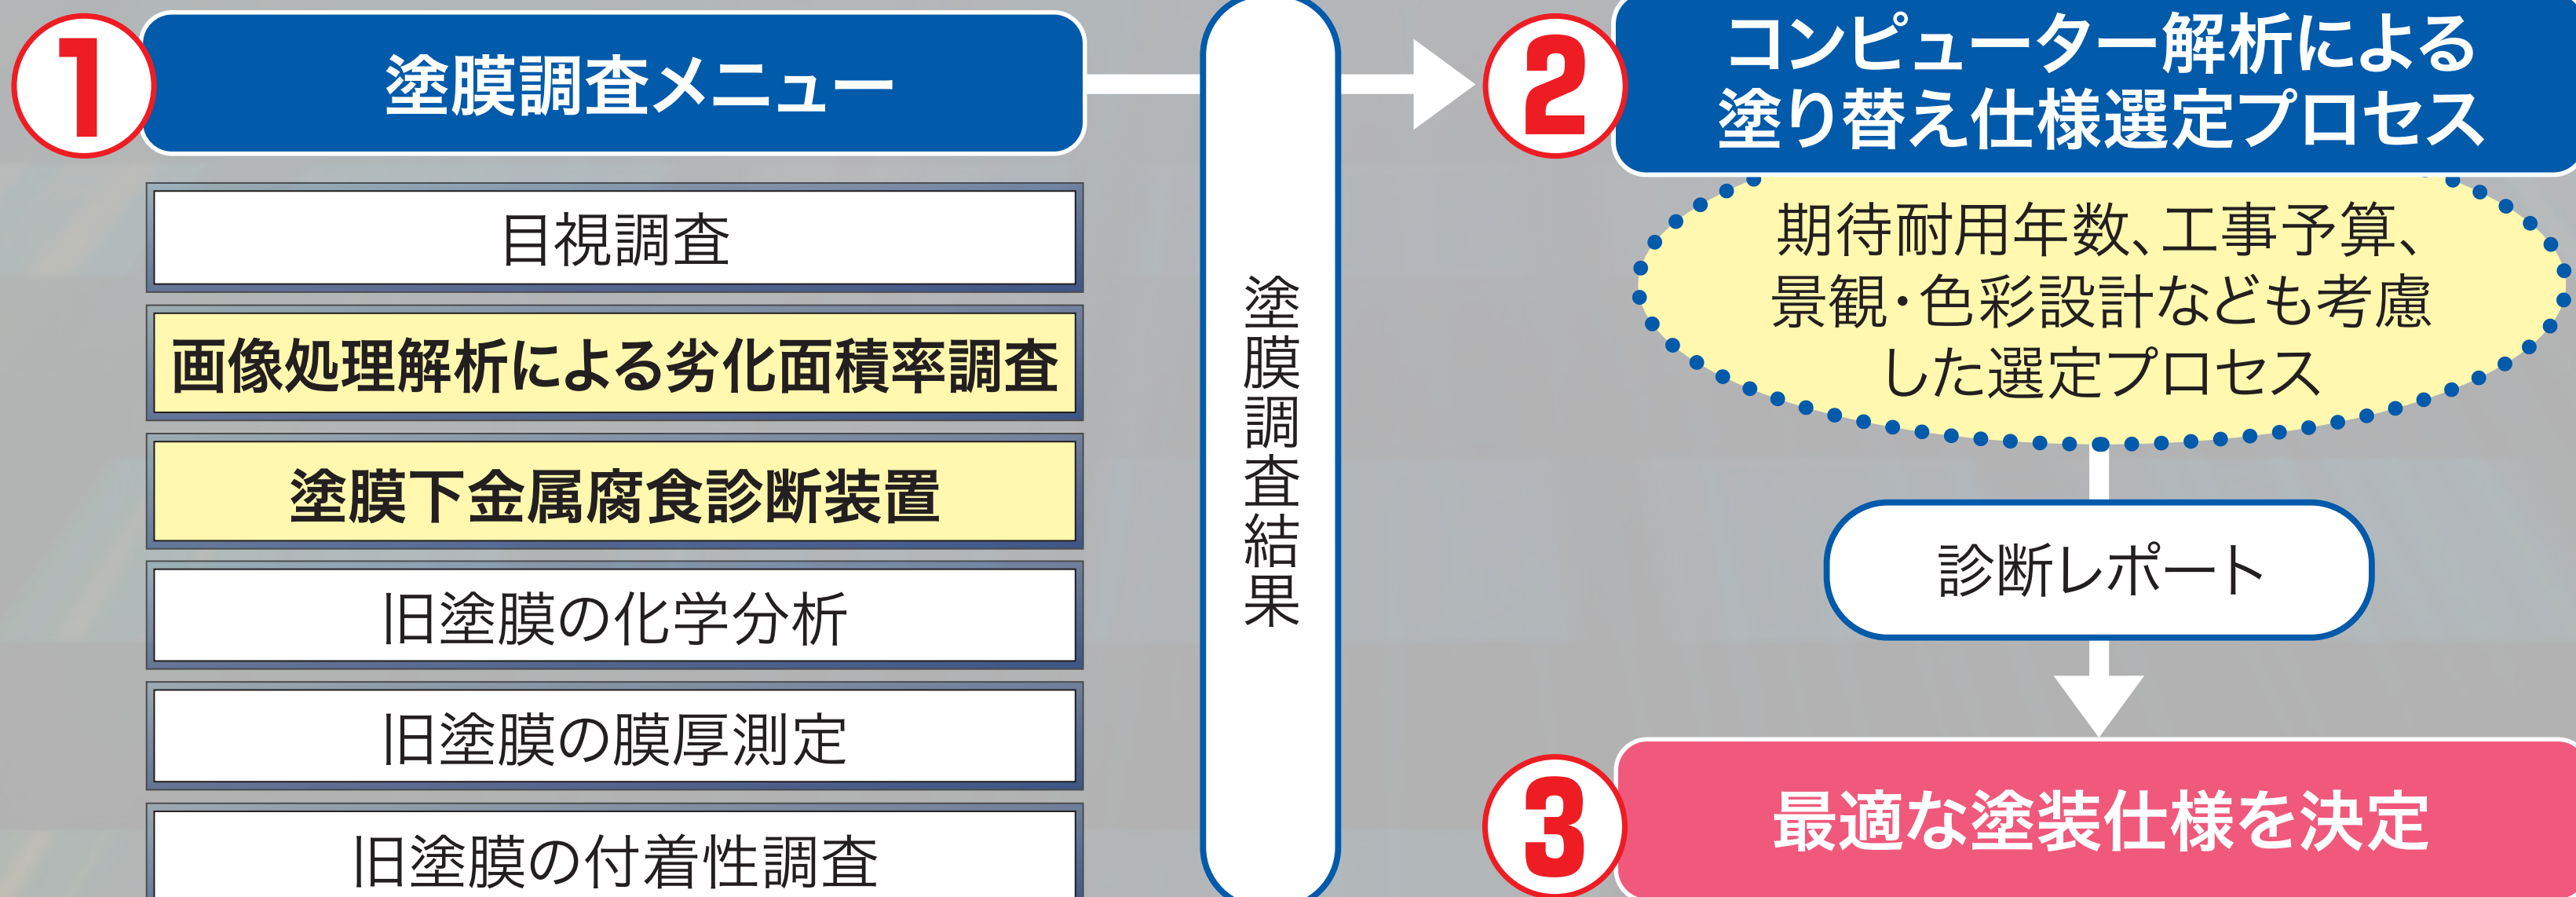 1
塗膜調査メニュー
目視調査
画像処理解析による劣化面積率調査
塗膜下金属腐食診断装置
旧塗膜の化学分析
旧塗膜の膜厚測定
旧塗膜の付着性調査
塗膜調査結果
2
コンピューター解析による
塗り替え仕様選定プロセス
期待耐用年数、工事予算、
景観・色彩設計なども考慮
した選定プロセス
診断レポート
3
最適な塗装仕様を決定